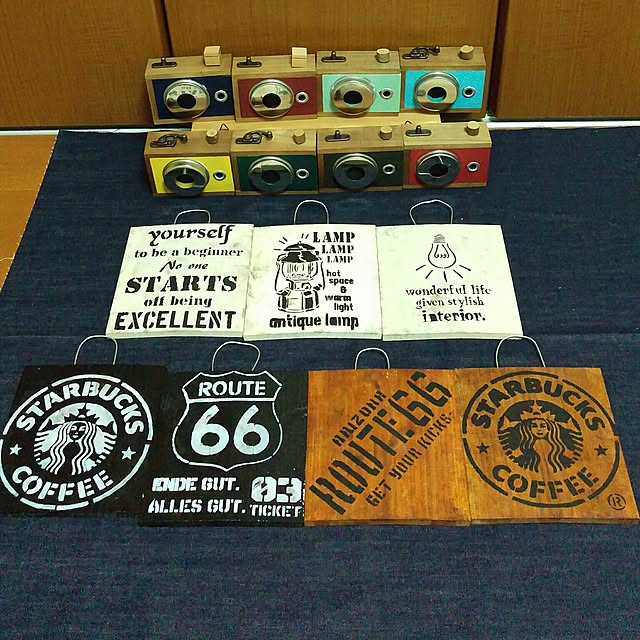 yourself
to be a beginner
No one
STARTS
off being
EXCELLENT
LAMP
LAMP
LAMP
hot
space
&
warm
light
antique lamp
wonderful life
given stylish
interior.
STARBUCKS
COFFEE
ROUTE
66
ENDE GUT.
ALLES GUT.
03
TICKET
ARIZONA
ROUTE66
GET YOUR KICKS
STARBUCKS
COFFEE
®